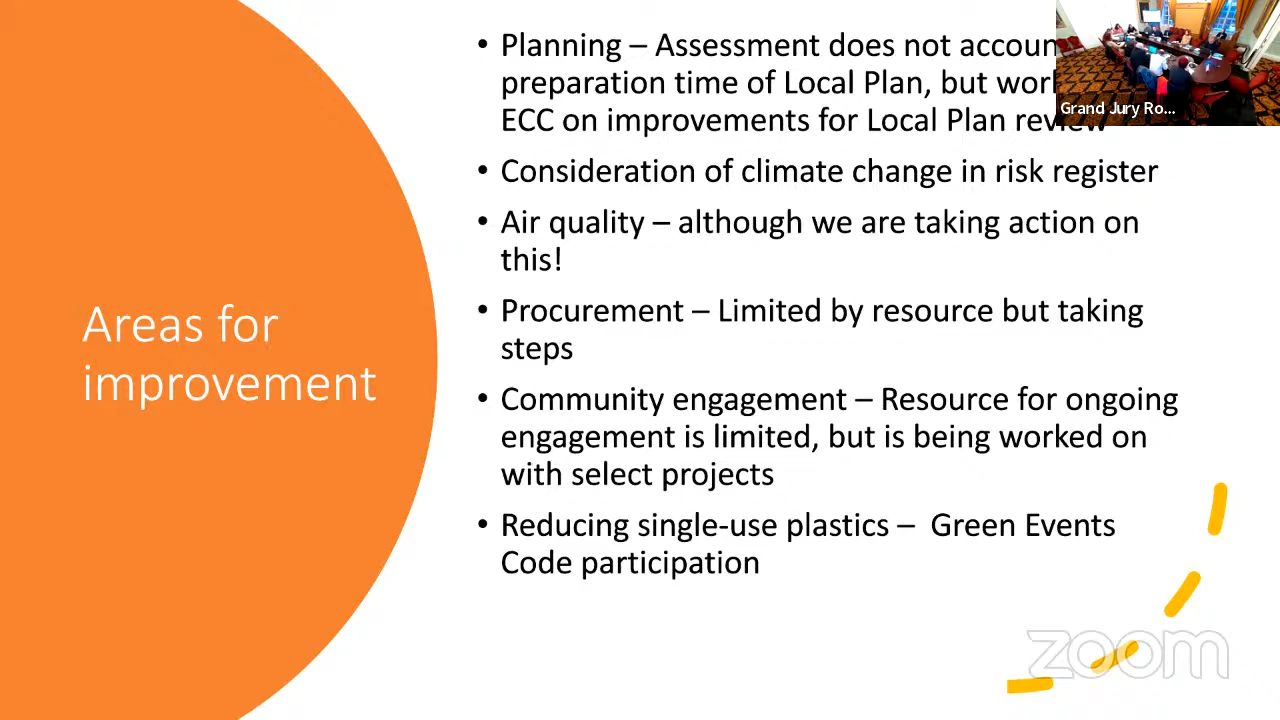 • Planning – Assessment does not
preparation time of Local Plan, but
ECC on improvements for Local Plan review
Grand Jury Ro...
• Consideration of climate change in risk register
• Air quality – although we are taking action on
this!
• Procurement – Limited by resource but taking
steps
• Community engagement – Resource for ongoing
engagement is limited, but is being worked on
with select projects
• Reducing single-use plastics – Green Events
Code participation
Areas for
improvement
zoom